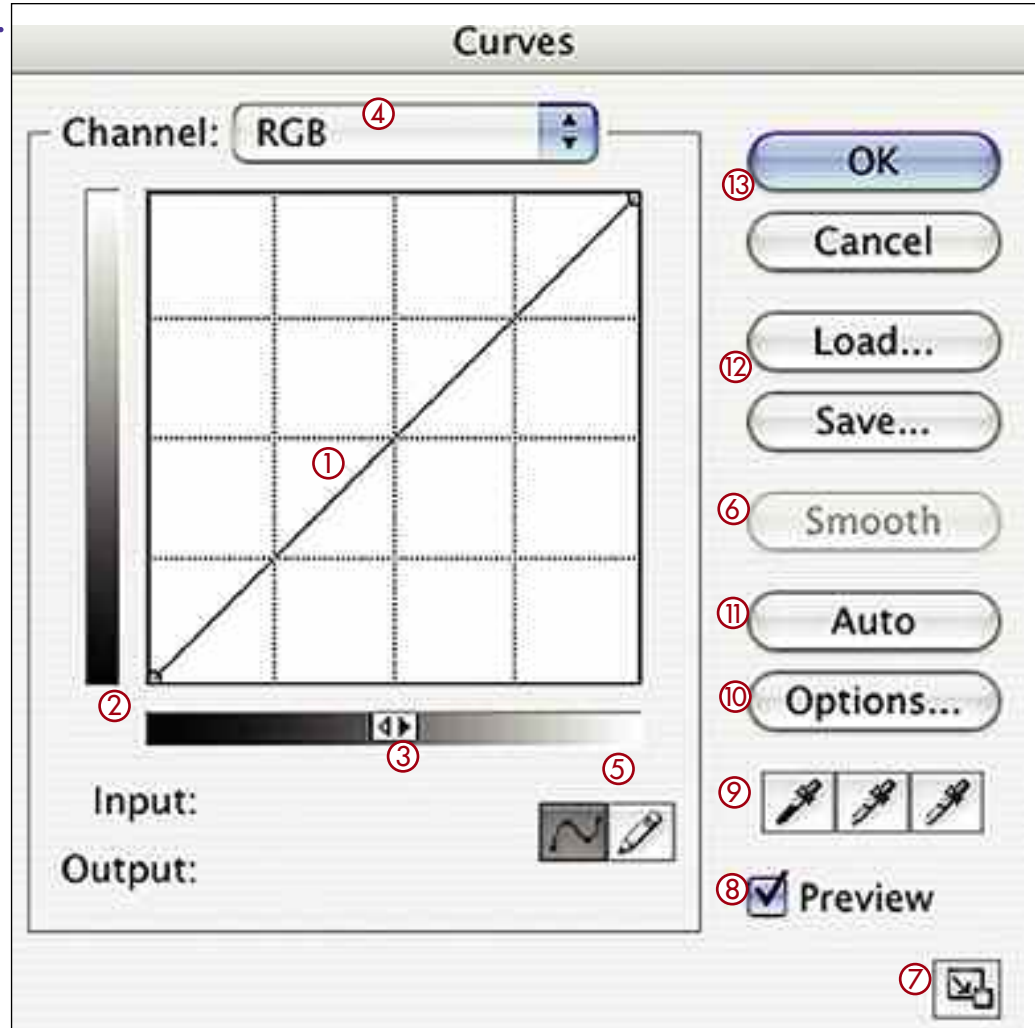 Curves
Channel: RGB ④
⑬ OK
Cancel
Load...
⑫
Save...
①
⑥ Smooth
⑪ Auto
②
⑩ Options...
③
⑤
⑨
Input:
Output:
⑧ Preview
⑦